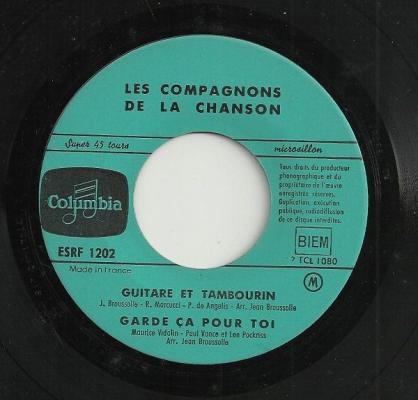 LES COMPAGNONS
DE LA CHANSON
Super 45 tours
microsillon
Tous droits du producteur
phonographique et du
propriétaire de l'œuvre
enregistrée réservés.
Duplication, exécution
publique, radiodiffusion
de ce disque interdites.
Columbia
ESRF 1202
BIEM
7 TCL 1080
Made in France
M
GUITARE ET TAMBOURIN
J. Broussolle - R. Marcucci - P. de Angelis - Arr. Jean Broussolle
GARDE ÇA POUR TOI
Maurice Vidalin - Paul Vance et Lee Pockriss
Arr. Jean Broussolle